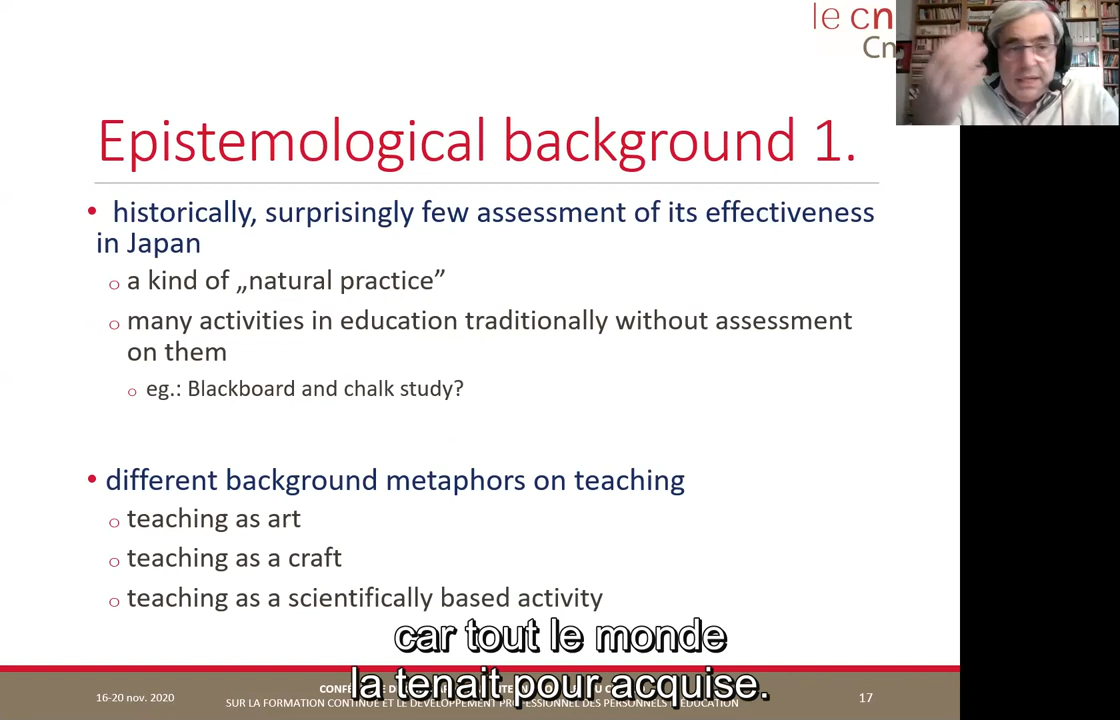 le cn
Cn
Epistemological background 1.
• historically, surprisingly few assessment of its effectiveness
in Japan
o a kind of „natural practice”
o many activities in education traditionally without assessment
on them
o eg.: Blackboard and chalk study?
• different background metaphors on teaching
o teaching as art
o teaching as a craft
o teaching as a scientifically based activity
car tout le monde
la tenait pour acquise.
16-20 nov. 2020
SUR LA FORMATION CONTINUE ET LE DÉVELOPPEMENT PROFESSIONNEL DES PERSONNELS
17